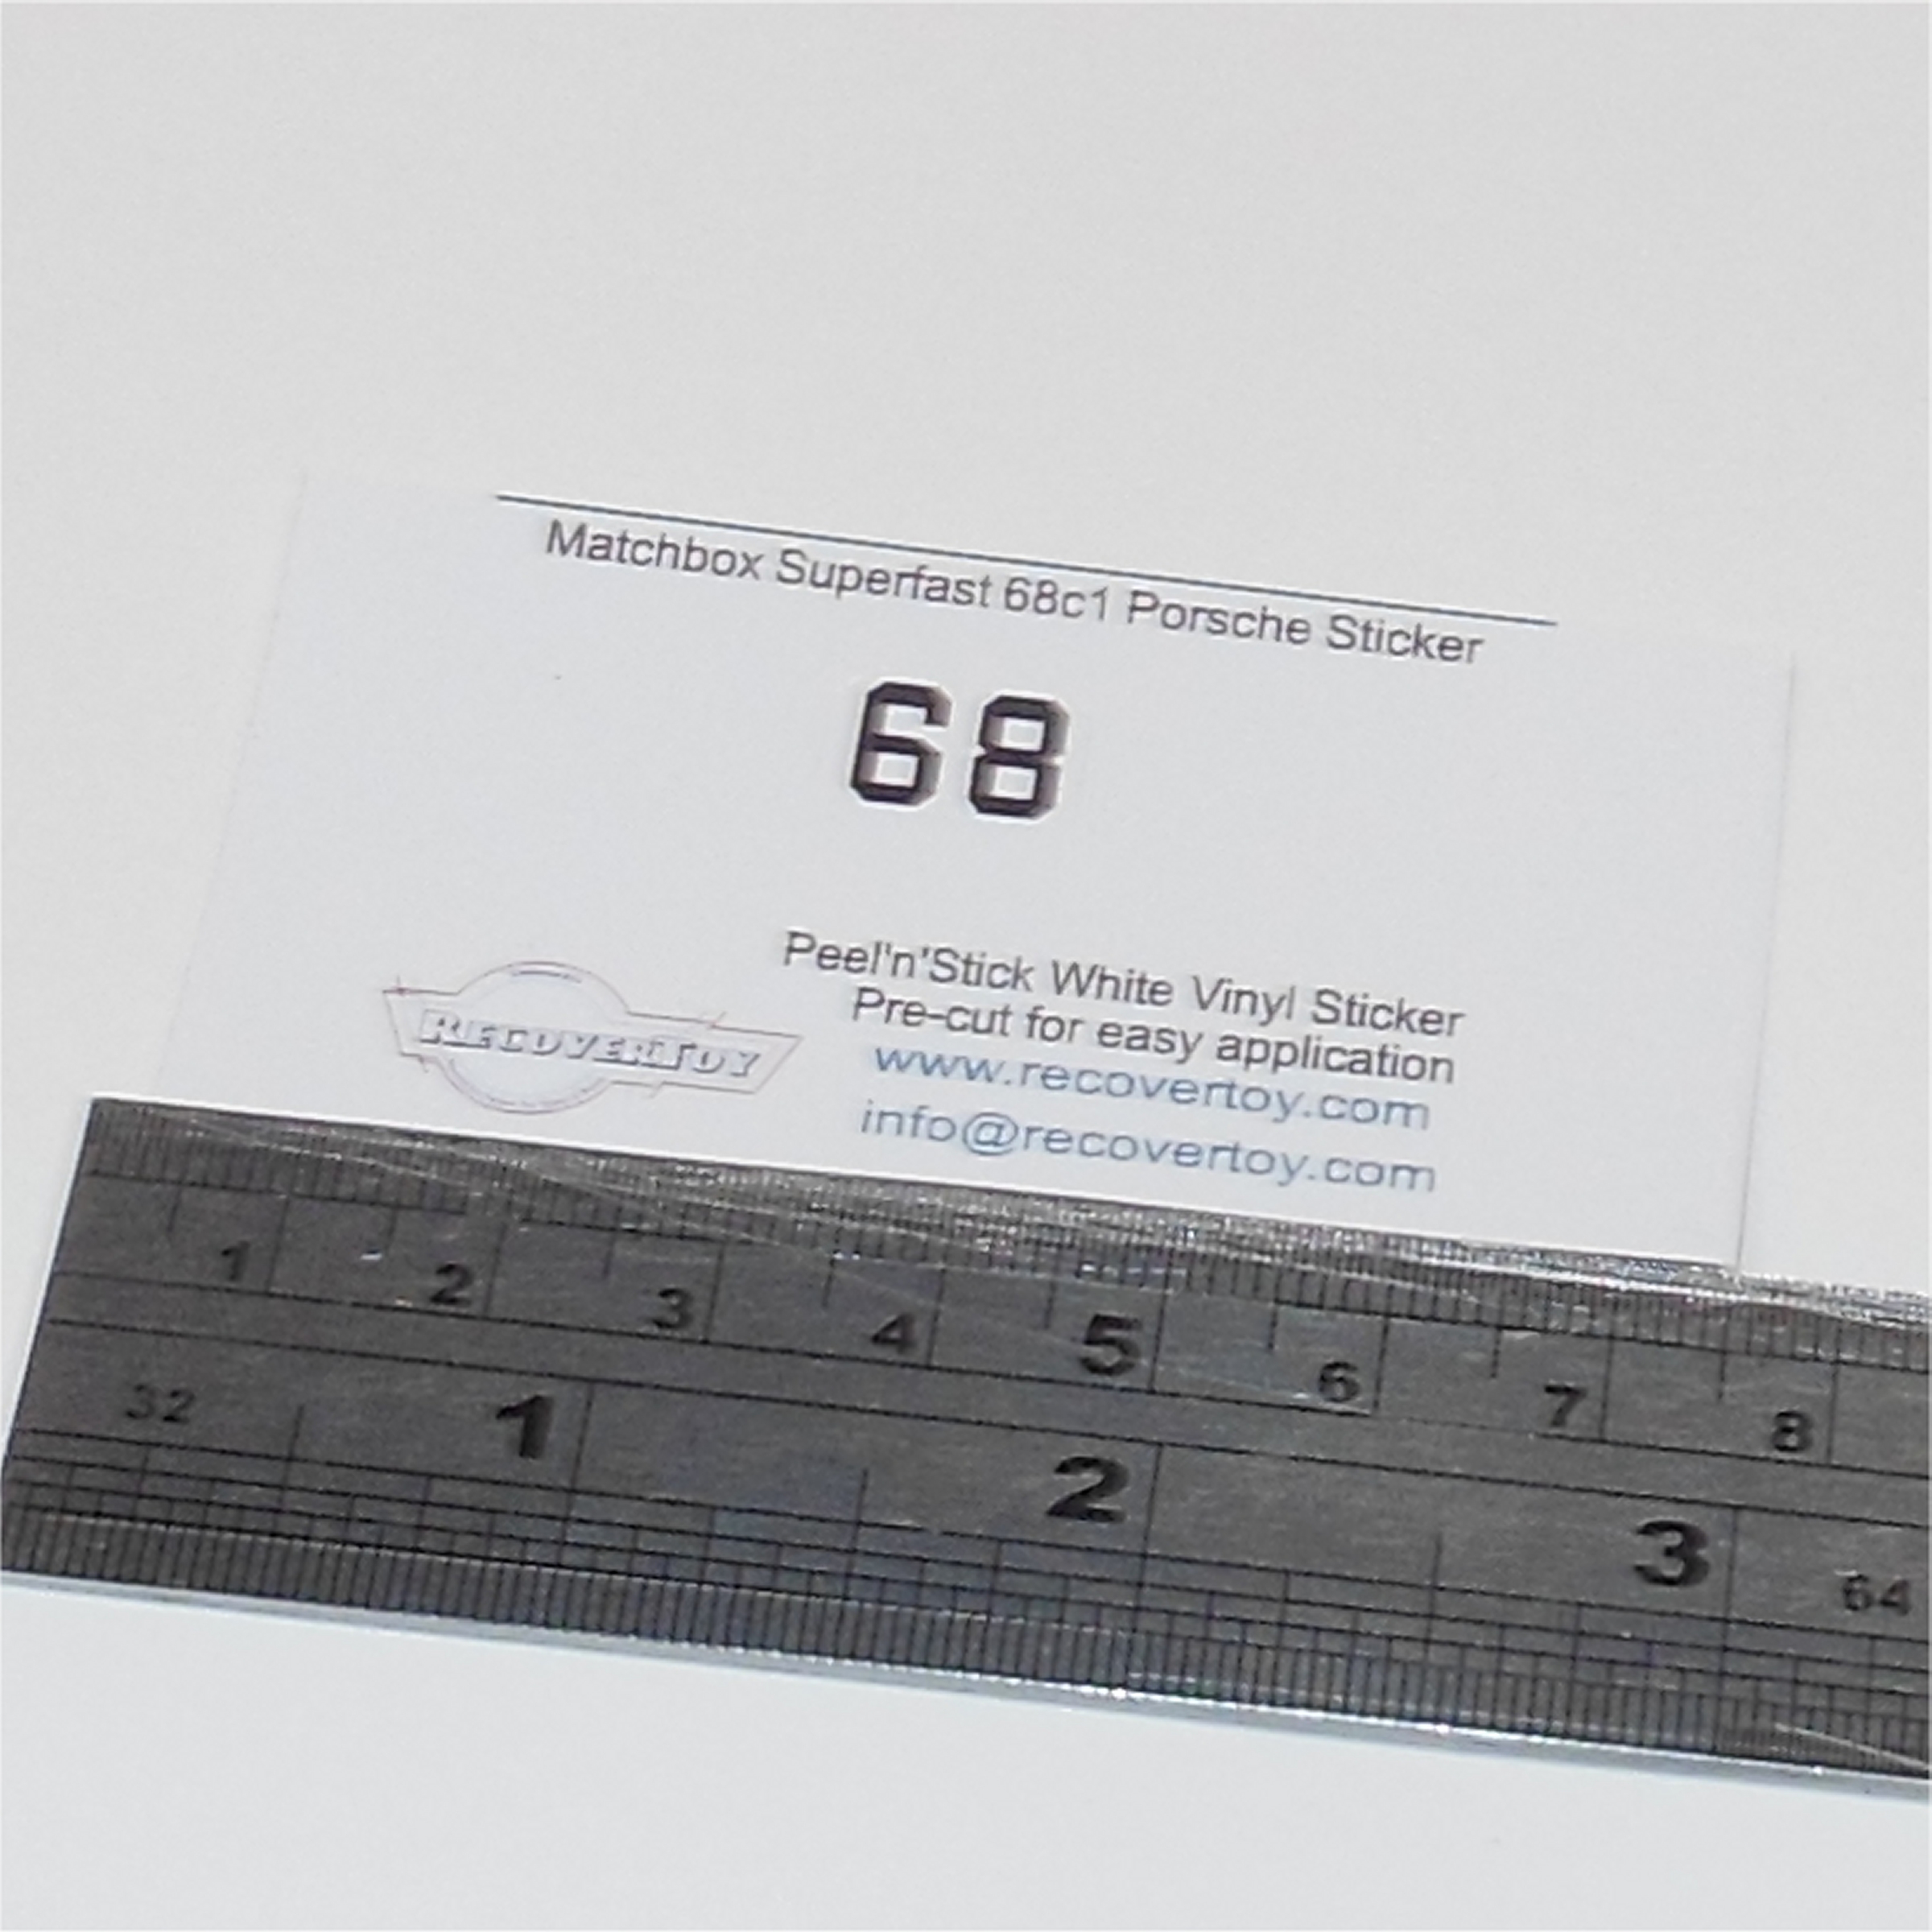 Matchbox Superfast 68c1 Porsche Sticker
68
Peel'n'Stick White Vinyl Sticker
Pre-cut for easy application
www.recovertoy.com
info@recovertoy.com
RECOVERTOY
1 2 3 4 5 6 7 8
32 1 2 3 64